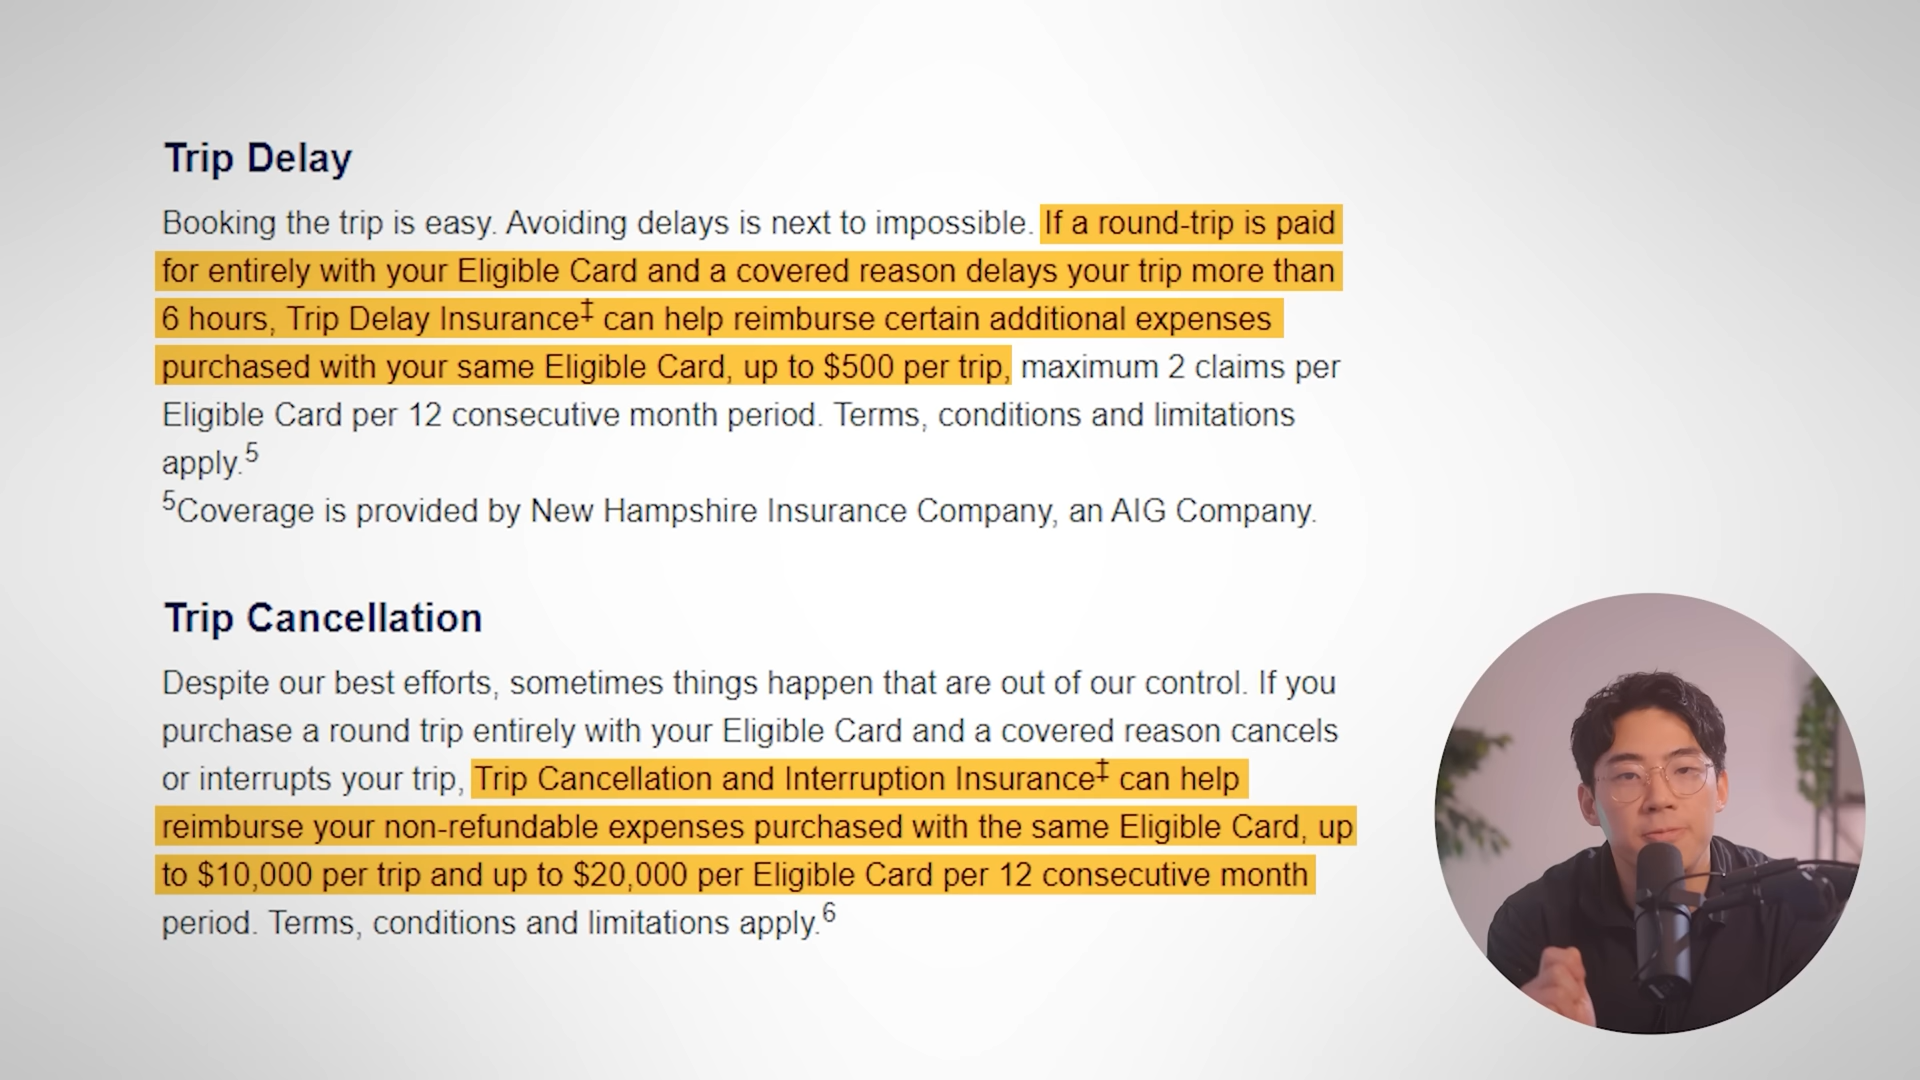 Trip Delay
Booking the trip is easy. Avoiding delays is next to impossible. If a round-trip is paid
for entirely with your Eligible Card and a covered reason delays your trip more than
6 hours, Trip Delay Insurance‡ can help reimburse certain additional expenses
purchased with your same Eligible Card, up to $500 per trip, maximum 2 claims per
Eligible Card per 12 consecutive month period. Terms, conditions and limitations
apply.5
5Coverage is provided by New Hampshire Insurance Company, an AIG Company.
Trip Cancellation
Despite our best efforts, sometimes things happen that are out of our control. If you
purchase a round trip entirely with your Eligible Card and a covered reason cancels
or interrupts your trip, Trip Cancellation and Interruption Insurance‡ can help
reimburse your non-refundable expenses purchased with the same Eligible Card, up
to $10,000 per trip and up to $20,000 per Eligible Card per 12 consecutive month
period. Terms, conditions and limitations apply.6